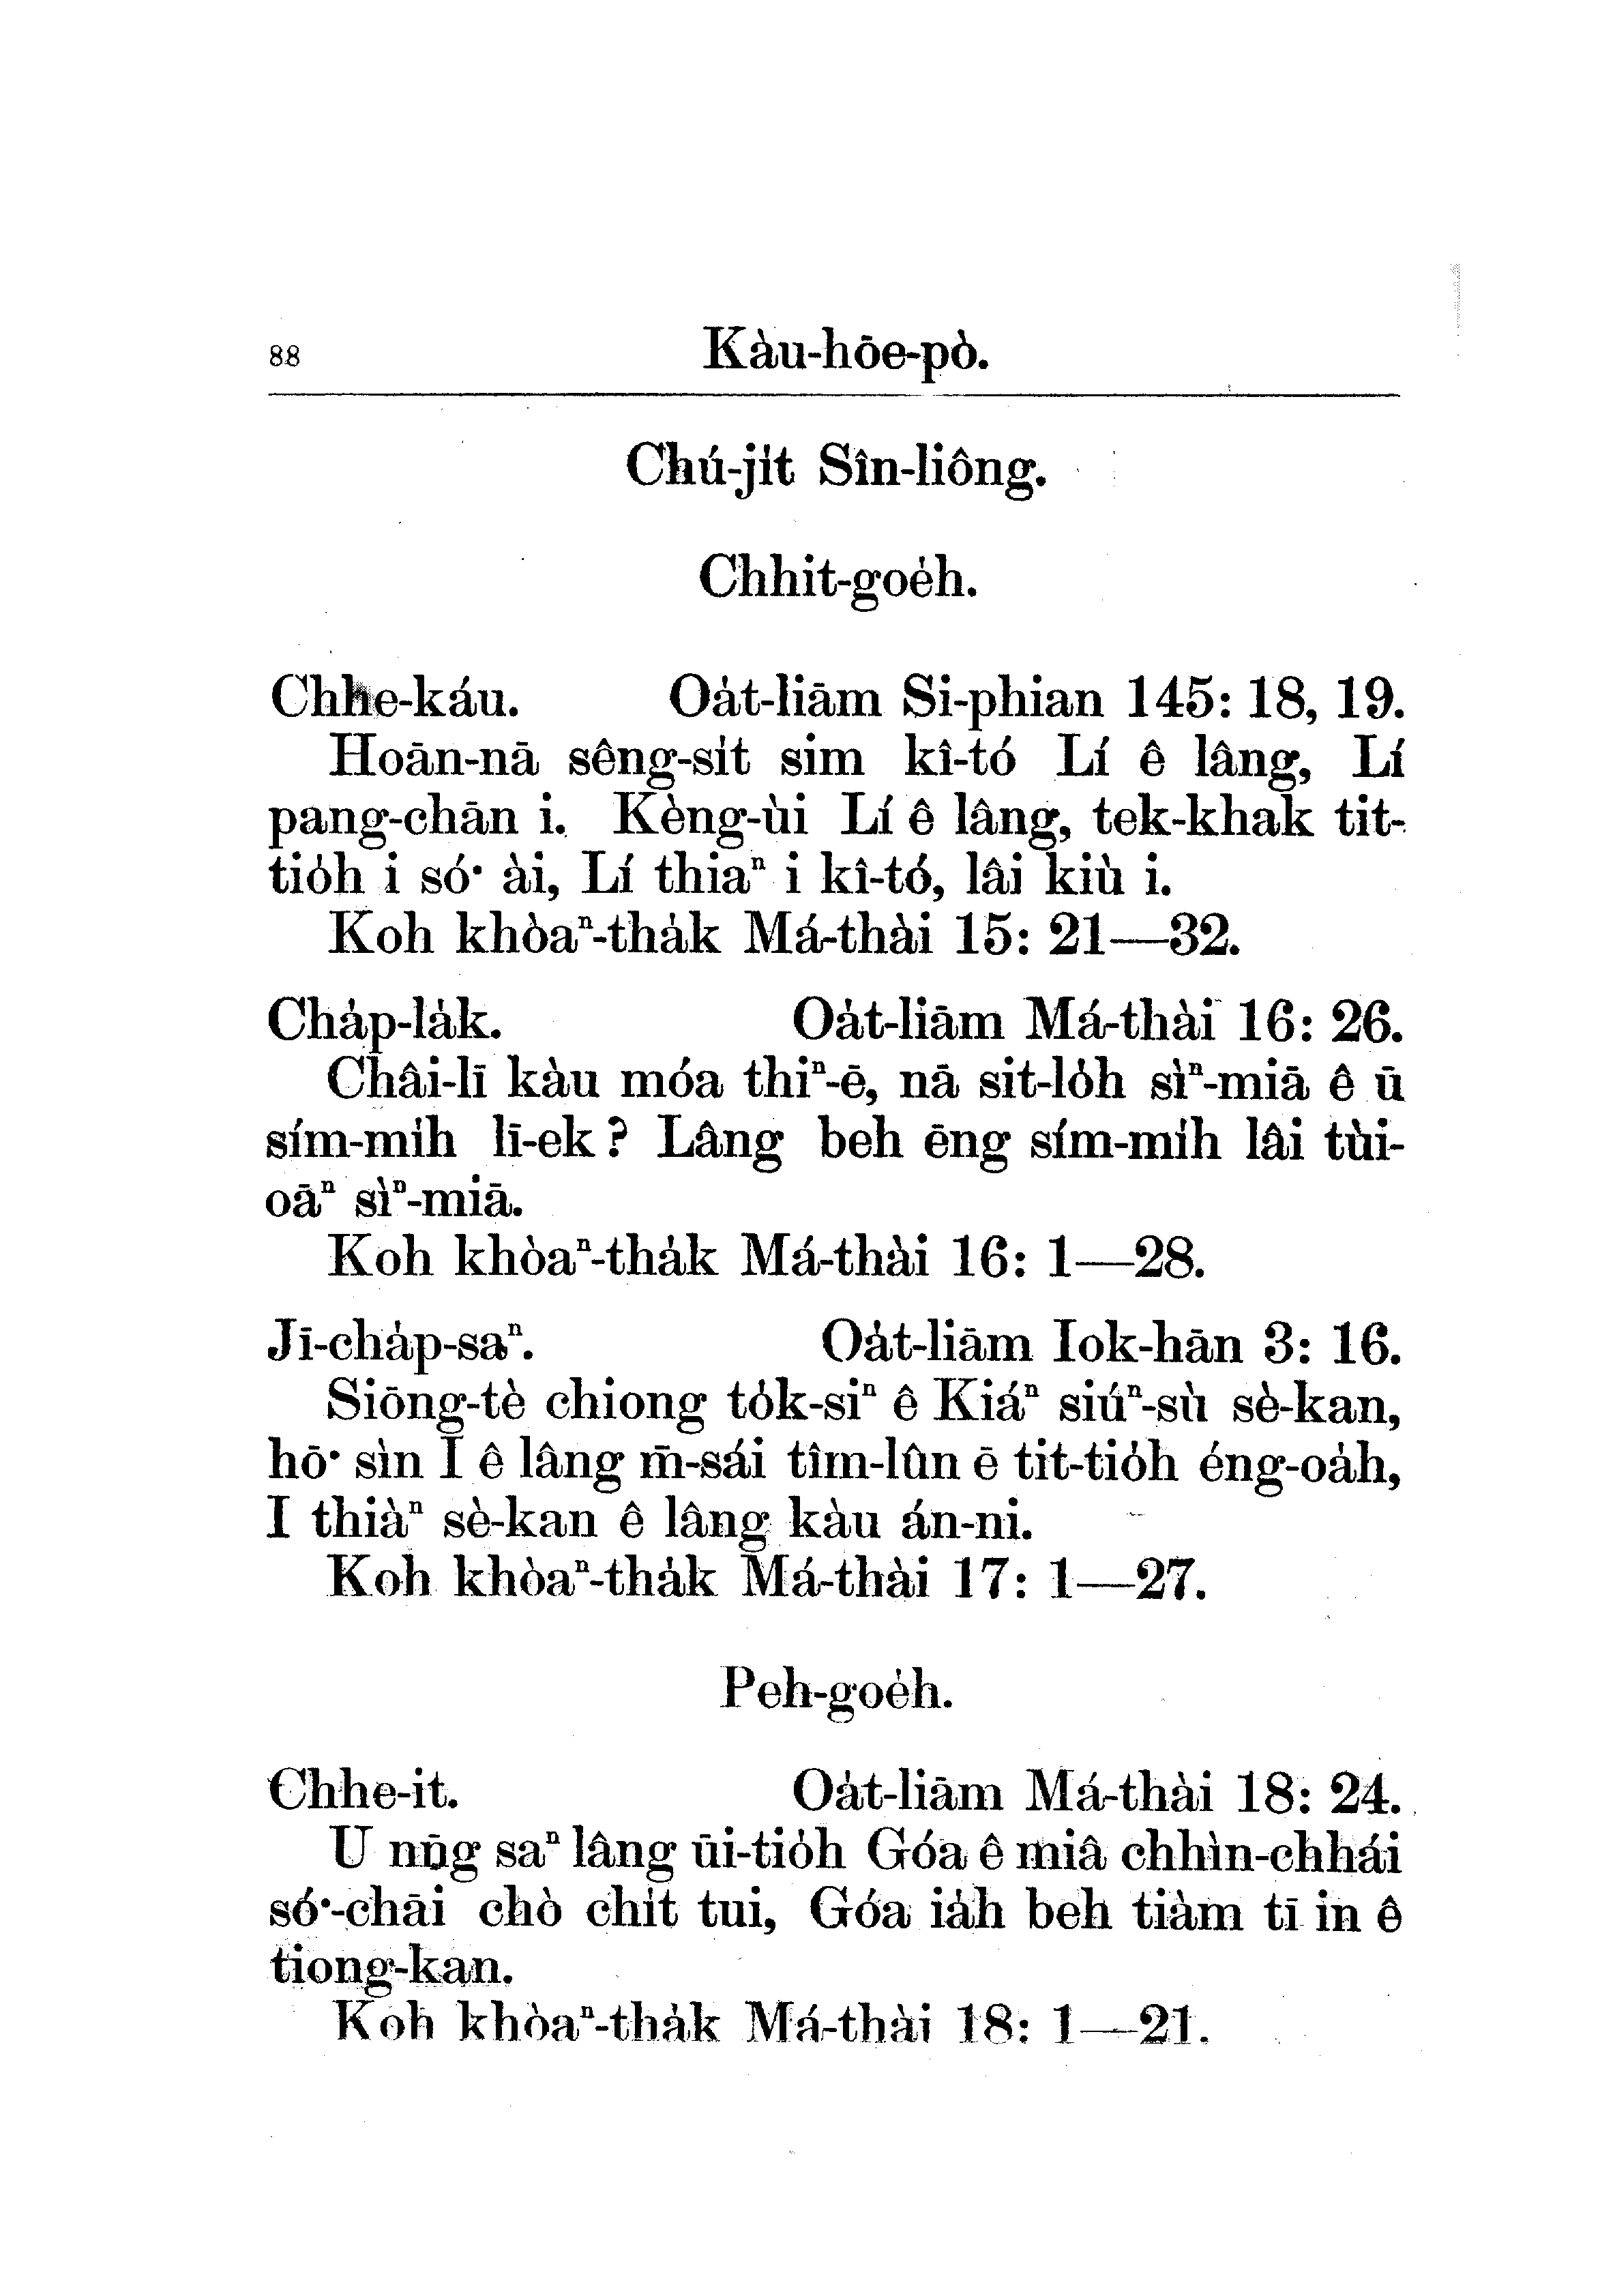 88 Kàu-hōe-pò.
Chú-ji̍t Sîn-liông.
Chhit-goe̍h.
Chhe-káu. Oa̍t-liām Si-phian 145: 18, 19.
Hoān-nā sêng-si̍t sim kî-tó Lí ê lâng, Lí
pang-chān i. Kèng-ùi Lí ê lâng, tek-khak tit-
tio̍h i só͘ ài, Lí thiaⁿ i kî-tó, lâi kiù i.
Koh khòaⁿ-tha̍k Má-thài 15: 21—32.
Cha̍p-la̍k. Oa̍t-liām Má-thài 16: 26.
Châi-lī kàu móa thiⁿ-ē, nā sit-lo̍h sìⁿ-miā ê ū
sím-mi̍h lī-ek? Lâng beh ēng sím-mi̍h lâi tùi-
oāⁿ sìⁿ-miā.
Koh khòaⁿ-tha̍k Má-thài 16: 1—28.
Jī-cha̍p-saⁿ. Oa̍t-liām Iok-hān 3: 16.
Siōng-tè chiong to̍k-siⁿ ê Kiáⁿ siúⁿ-sù sè-kan,
hō͘ sìn I ê lâng m̄-sái tîm-lûn ē tit-tio̍h éng-oa̍h,
I thiàⁿ sè-kan ê lâng kàu án-ni.
Koh khòaⁿ-tha̍k Má-thài 17: 1—27.
Peh-goe̍h.
Chhe-it. Oa̍t-liām Má-thài 18: 24.
U nn̄g saⁿ lâng ūi-tio̍h Góa ê miâ chhìn-chhái
só͘-chāi chò chi̍t tui, Góa ia̍h beh tiàm tī in ê
tiong-kan.
Koh khòaⁿ-tha̍k Má-thài 18: 1—21.